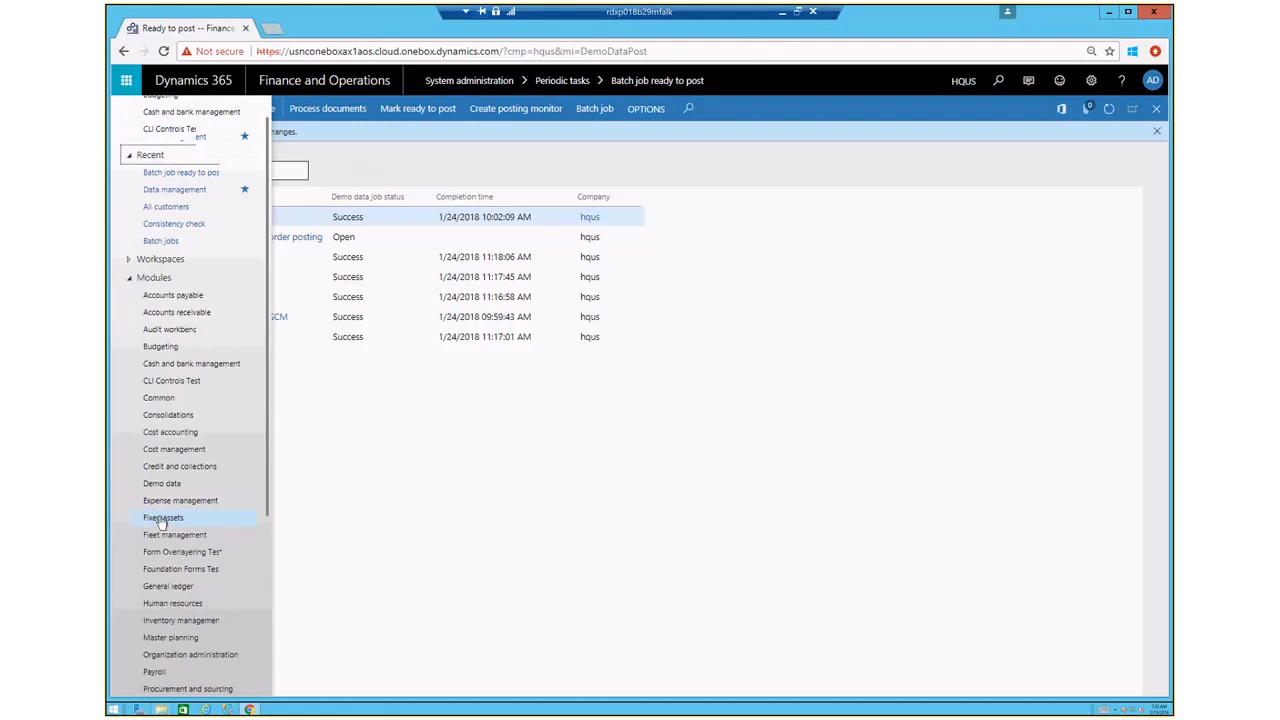 rdxp018b29mfalk
Ready to post -- Finance
Not secure https://usnconeboxax1aos.cloud.onebox.dynamics.com/?cmp=hqus&mi=DemoDataPost
Dynamics 365 Finance and Operations System administration Periodic tasks Batch job ready to post HQUS AD
Process documents Mark ready to post Create posting monitor Batch job OPTIONS 0
Cash and bank management
CLI Controls Tes
anges.
Recent
Batch job ready to pos
Data management
All customers
Consistency check
Batch jobs
Workspaces
Modules
Accounts payable
Accounts receivable
Audit workbenc
Budgeting
Cash and bank management
CLI Controls Test
Common
Consolidations
Cost accounting
Cost management
Credit and collections
Demo data
Expense management
Fixed assets
Fleet management
Form Overlayering Tes
Foundation Forms Tes
General ledger
Human resources
Inventory managemen
Master planning
Organization administration
Payroll
Procurement and sourcing
Demo data job status Completion time Company
Success 1/24/2018 10:02:09 AM hqus
order posting Open hqus
Success 1/24/2018 11:18:06 AM hqus
Success 1/24/2018 11:17:45 AM hqus
Success 1/24/2018 11:16:58 AM hqus
SCM Success 1/24/2018 09:59:43 AM hqus
Success 1/24/2018 11:17:01 AM hqus